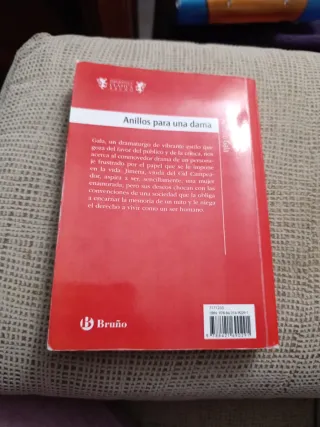 Anillos para una dama
Gala, un dramaturgo de vibrante estilo que
goza del favor del público y de la crítica, nos
acerca al conmovedor drama de un persona-
je frustrado por el papel que se le impone
en la vida. Jimena, viuda del Cid Campea-
dor, aspira a ser, sencillamente, una mujer
enamorada, pero sus deseos chocan con las
convenciones de una sociedad que la obliga
a encarnar la memoria de un mito y le niega
el derecho a vivir como un ser humano.
Bruño